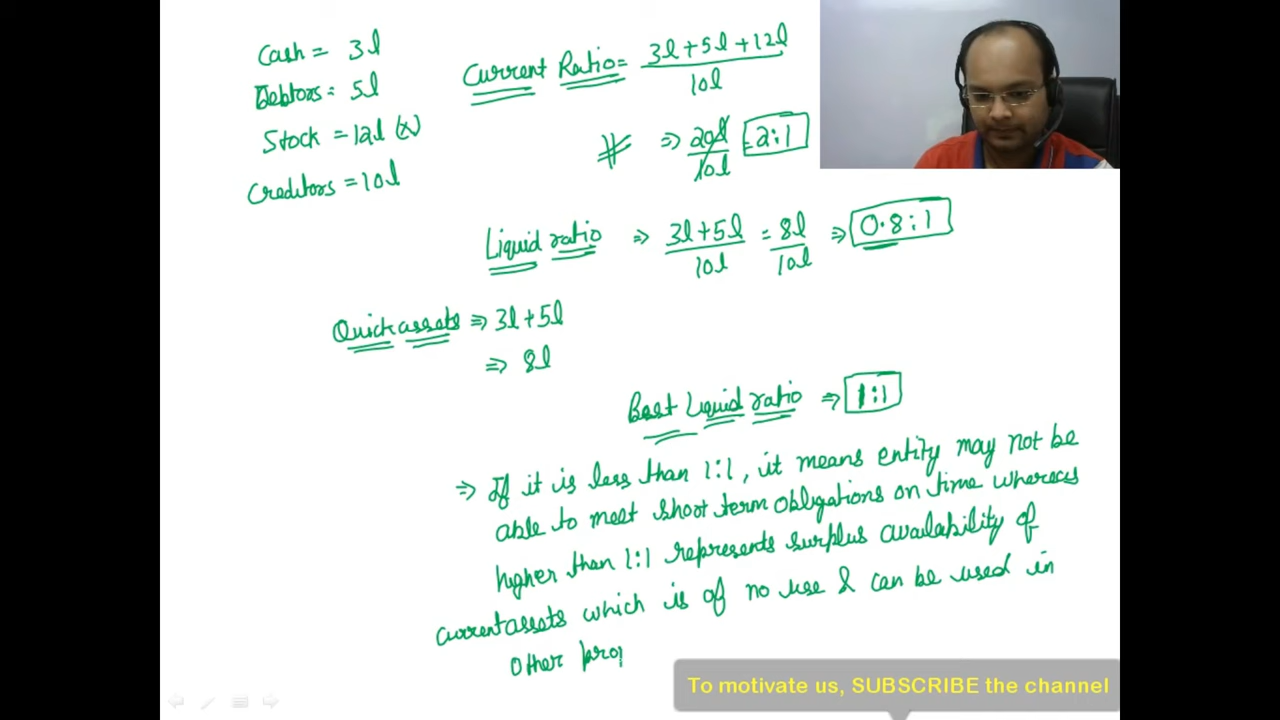 Cash = 3l
Debtors = 5l
Stock = 12l (x)
Creditors = 10l
Current Ratio = 3l+5l+12l
10l
⇒ 20l = 2:1
10l
Liquid ratio ⇒ 3l+5l = 8l ⇒ 0.8:1
10l 10l
Quick assets ⇒ 3l+5l
⇒ 8l
Best Liquid ratio ⇒ 1:1
⇒ If it is less than 1:1, it means entity may not be
able to meet short term obligations on time whereas
higher than 1:1 represents surplus availability of
current assets which is of no use & can be used in
other prop
To motivate us, SUBSCRIBE the channel